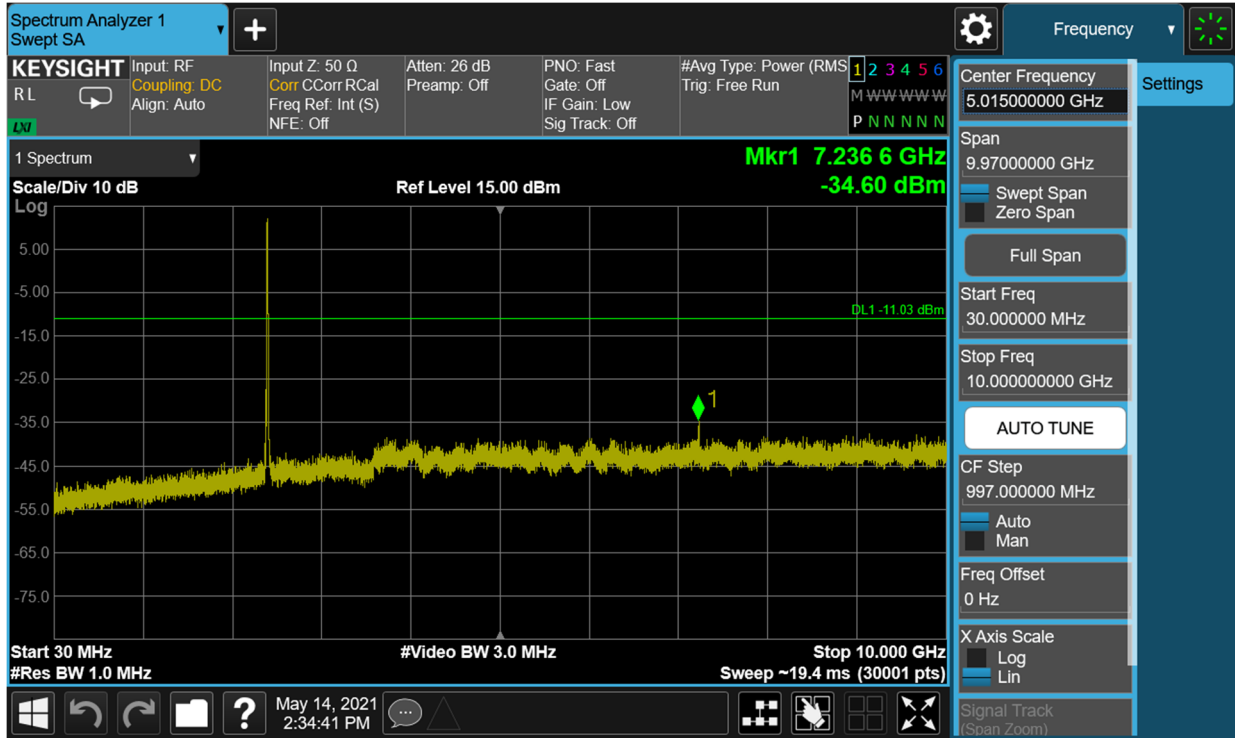 Spectrum Analyzer 1
Swept SA
Frequency
KEYSIGHT
R L
LXI
Input: RF
Coupling: DC
Align: Auto
Input Z: 50 Ω
Corr CCorr RCal
Freq Ref: Int (S)
NFE: Off
Atten: 26 dB
Preamp: Off
PNO: Fast
Gate: Off
IF Gain: Low
Sig Track: Off
#Avg Type: Power (RMS
Trig: Free Run
1 2 3 4 5 6
M W W W W W
P N N N N N
1 Spectrum
Mkr1 7.236 6 GHz
-34.60 dBm
Scale/Div 10 dB
Ref Level 15.00 dBm
Log
5.00
-5.00
DL1 -11.03 dBm
-15.0
-25.0
1
-35.0
-45.0
-55.0
-65.0
-75.0
Start 30 MHz
#Video BW 3.0 MHz
Stop 10.000 GHz
#Res BW 1.0 MHz
Sweep ~19.4 ms (30001 pts)
May 14, 2021
2:34:41 PM
Center Frequency
5.015000000 GHz
Span
9.97000000 GHz
Swept Span
Zero Span
Full Span
Start Freq
30.000000 MHz
Stop Freq
10.000000000 GHz
AUTO TUNE
CF Step
997.000000 MHz
Auto
Man
Freq Offset
0 Hz
X Axis Scale
Log
Lin
Signal Track
(Span Zoom)
Settings